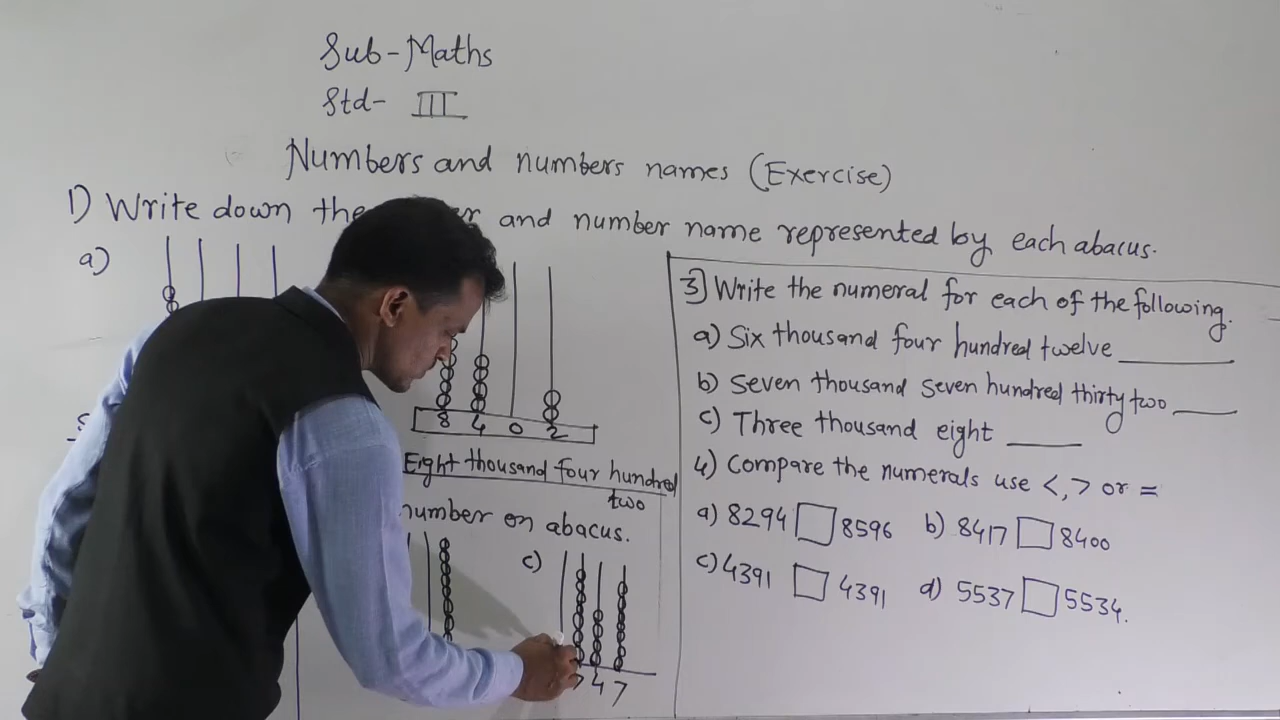 Sub-Maths
Std- III
Numbers and numbers names (Exercise)
1) Write down the and number name represented by each abacus.
a)
8 4 0 2
Eight thousand four hundred
two
number on abacus.
c)
7 4 7
3) Write the numeral for each of the following.
a) Six thousand four hundred twelve ________
b) Seven thousand seven hundred thirty two ____
c) Three thousand eight ____
4) Compare the numerals use <, > or =
a) 8294 □ 8596 b) 8417 □ 8400
c) 4391 □ 4391 d) 5537 □ 5534.